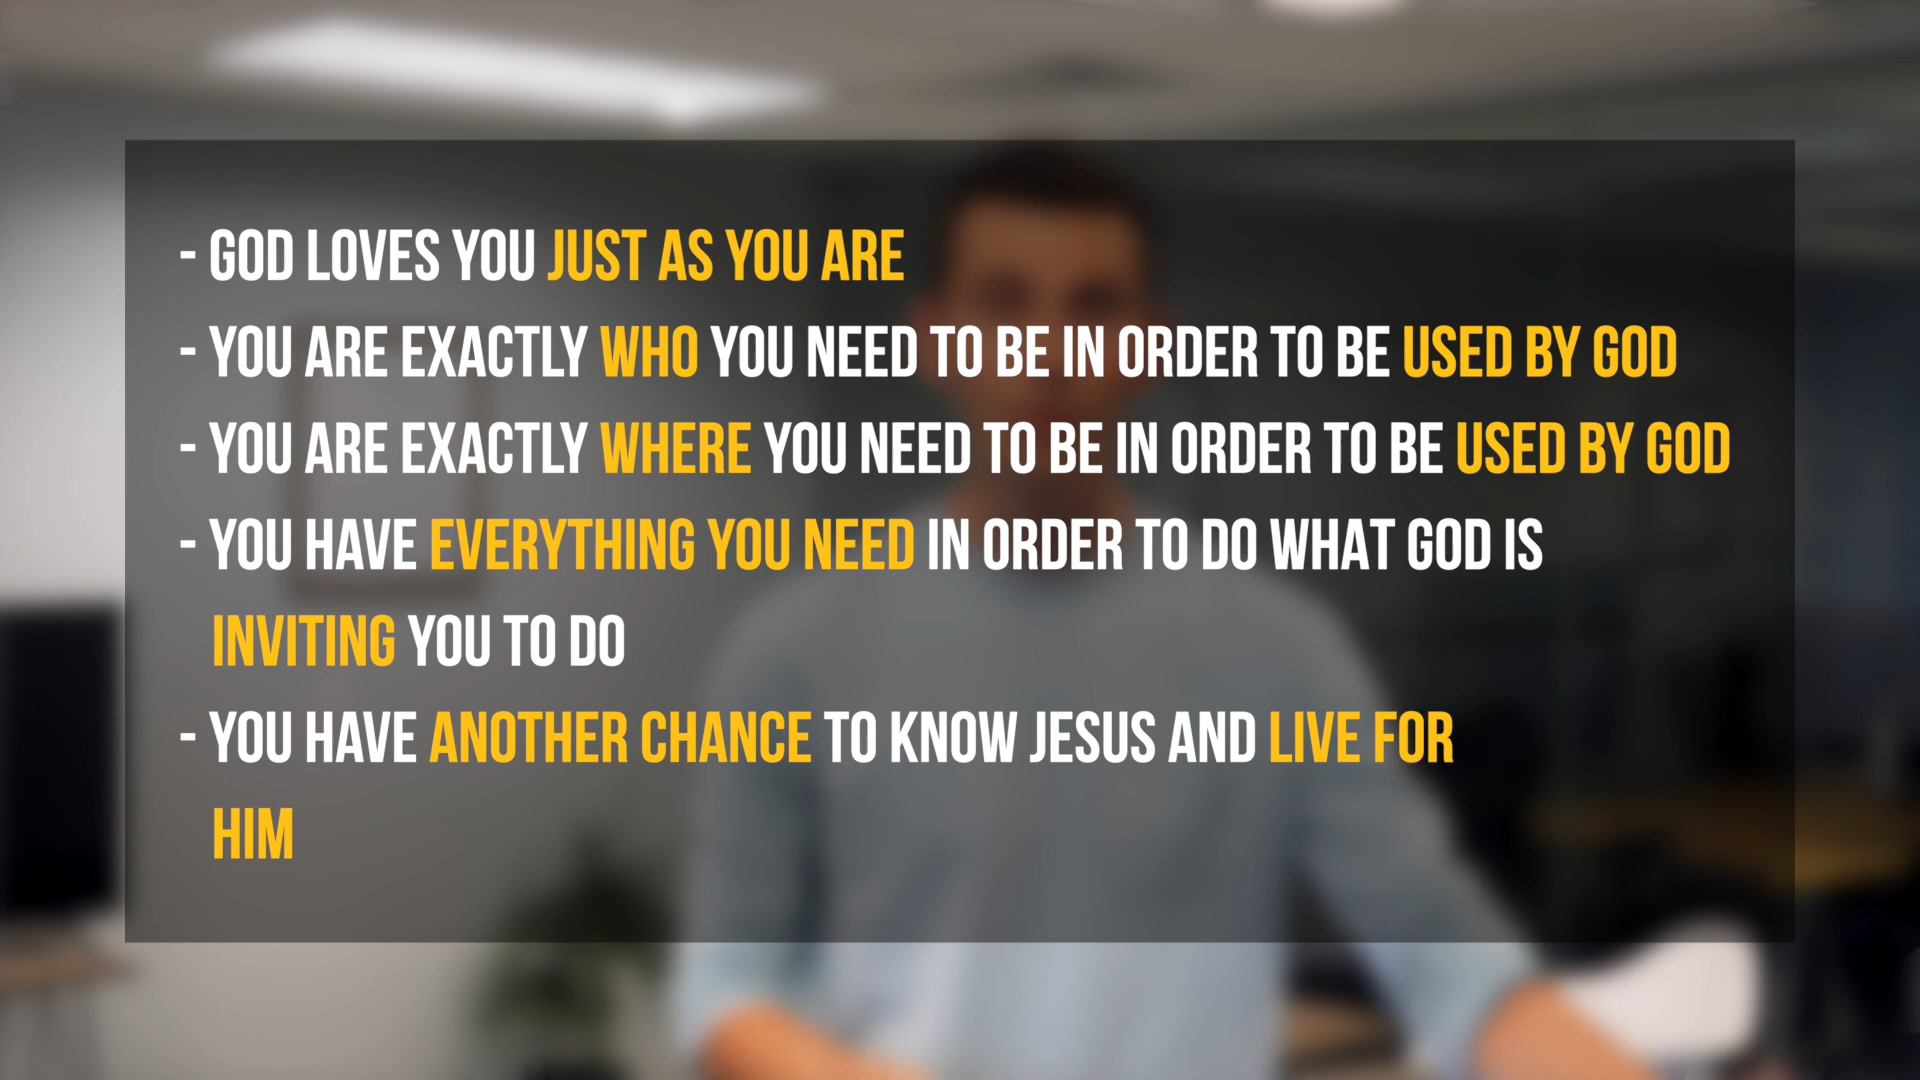 - GOD LOVES YOU JUST AS YOU ARE
- YOU ARE EXACTLY WHO YOU NEED TO BE IN ORDER TO BE USED BY GOD
- YOU ARE EXACTLY WHERE YOU NEED TO BE IN ORDER TO BE USED BY GOD
- YOU HAVE EVERYTHING YOU NEED IN ORDER TO DO WHAT GOD IS
INVITING YOU TO DO
- YOU HAVE ANOTHER CHANCE TO KNOW JESUS AND LIVE FOR
HIM